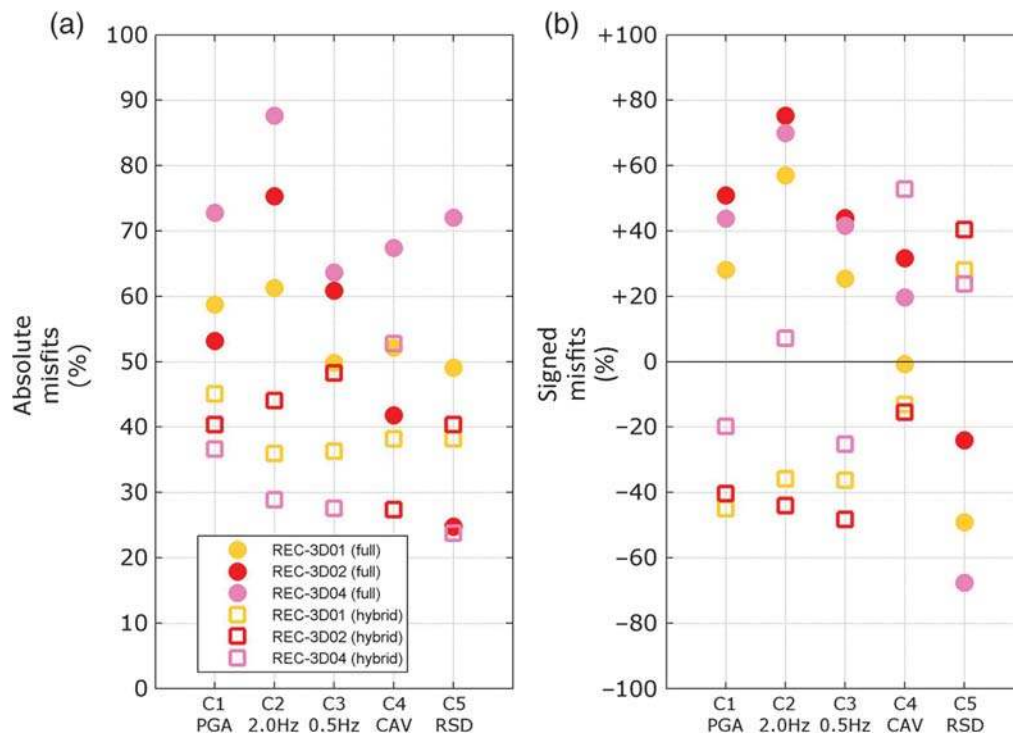 (a)
100
90
80
70
60
50
40
30
20
10
0
Absolute
misfits
(%)
REC-3D01 (full)
REC-3D02 (full)
REC-3D04 (full)
REC-3D01 (hybrid)
REC-3D02 (hybrid)
REC-3D04 (hybrid)
C1 C2 C3 C4 C5
PGA 2.0Hz 0.5Hz CAV RSD
(b)
+100
+80
+60
+40
+20
0
−20
−40
−60
−80
−100
Signed
misfits
(%)
C1 C2 C3 C4 C5
PGA 2.0Hz 0.5Hz CAV RSD